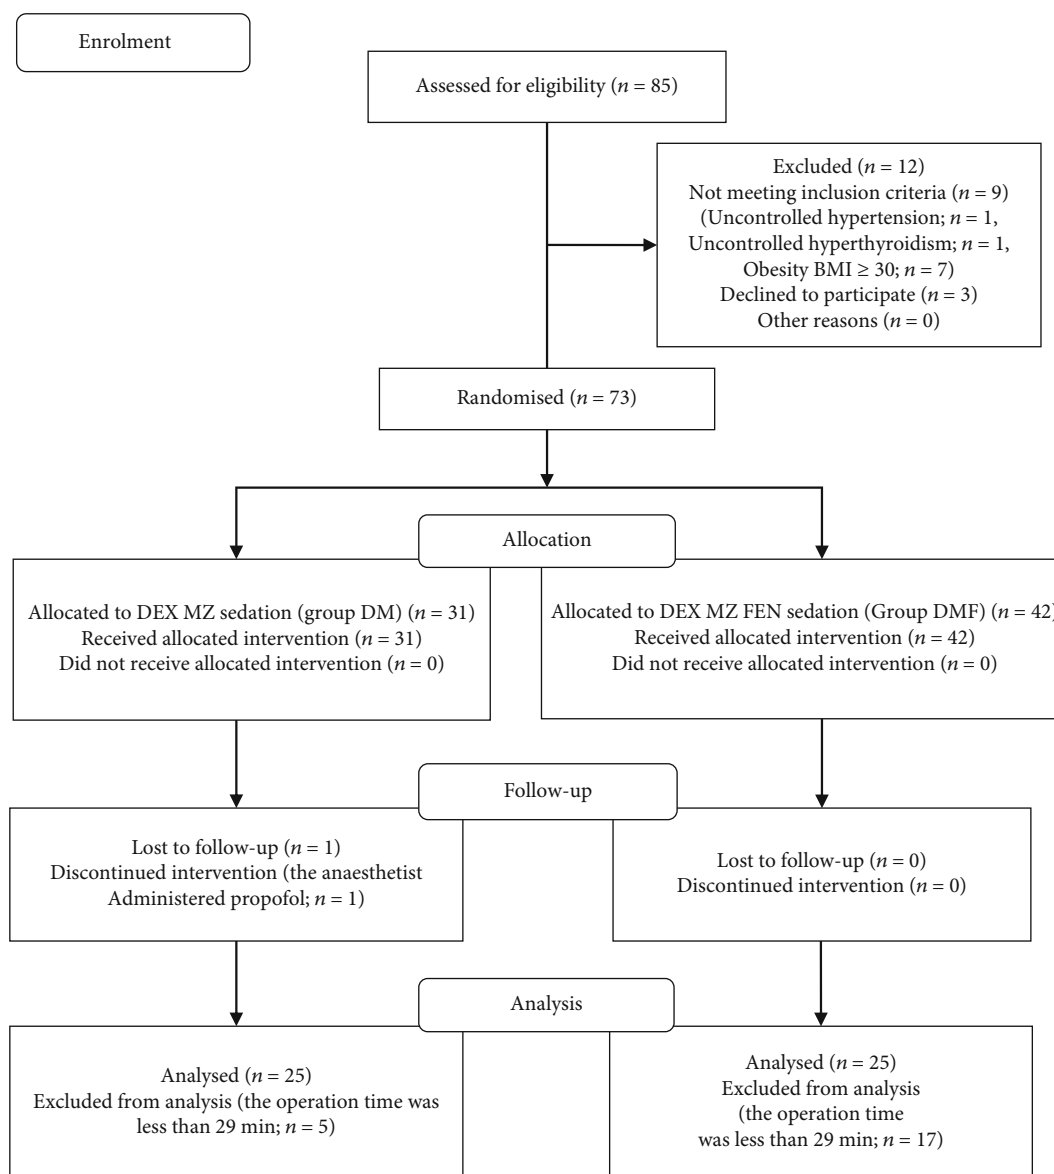 Enrolment
Assessed for eligibility (n = 85)
Excluded (n = 12)
Not meeting inclusion criteria (n = 9)
(Uncontrolled hypertension; n = 1,
Uncontrolled hyperthyroidism; n = 1,
Obesity BMI ≥ 30; n = 7)
Declined to participate (n = 3)
Other reasons (n = 0)
Randomised (n = 73)
Allocation
Allocated to DEX MZ sedation (group DM) (n = 31)
Received allocated intervention (n = 31)
Did not receive allocated intervention (n = 0)
Allocated to DEX MZ FEN sedation (Group DMF) (n = 42)
Received allocated intervention (n = 42)
Did not receive allocated intervention (n = 0)
Follow-up
Lost to follow-up (n = 1)
Discontinued intervention (the anaesthetist
Administered propofol; n = 1)
Lost to follow-up (n = 0)
Discontinued intervention (n = 0)
Analysis
Analysed (n = 25)
Excluded from analysis (the operation time was
less than 29 min; n = 5)
Analysed (n = 25)
Excluded from analysis
(the operation time
was less than 29 min; n = 17)